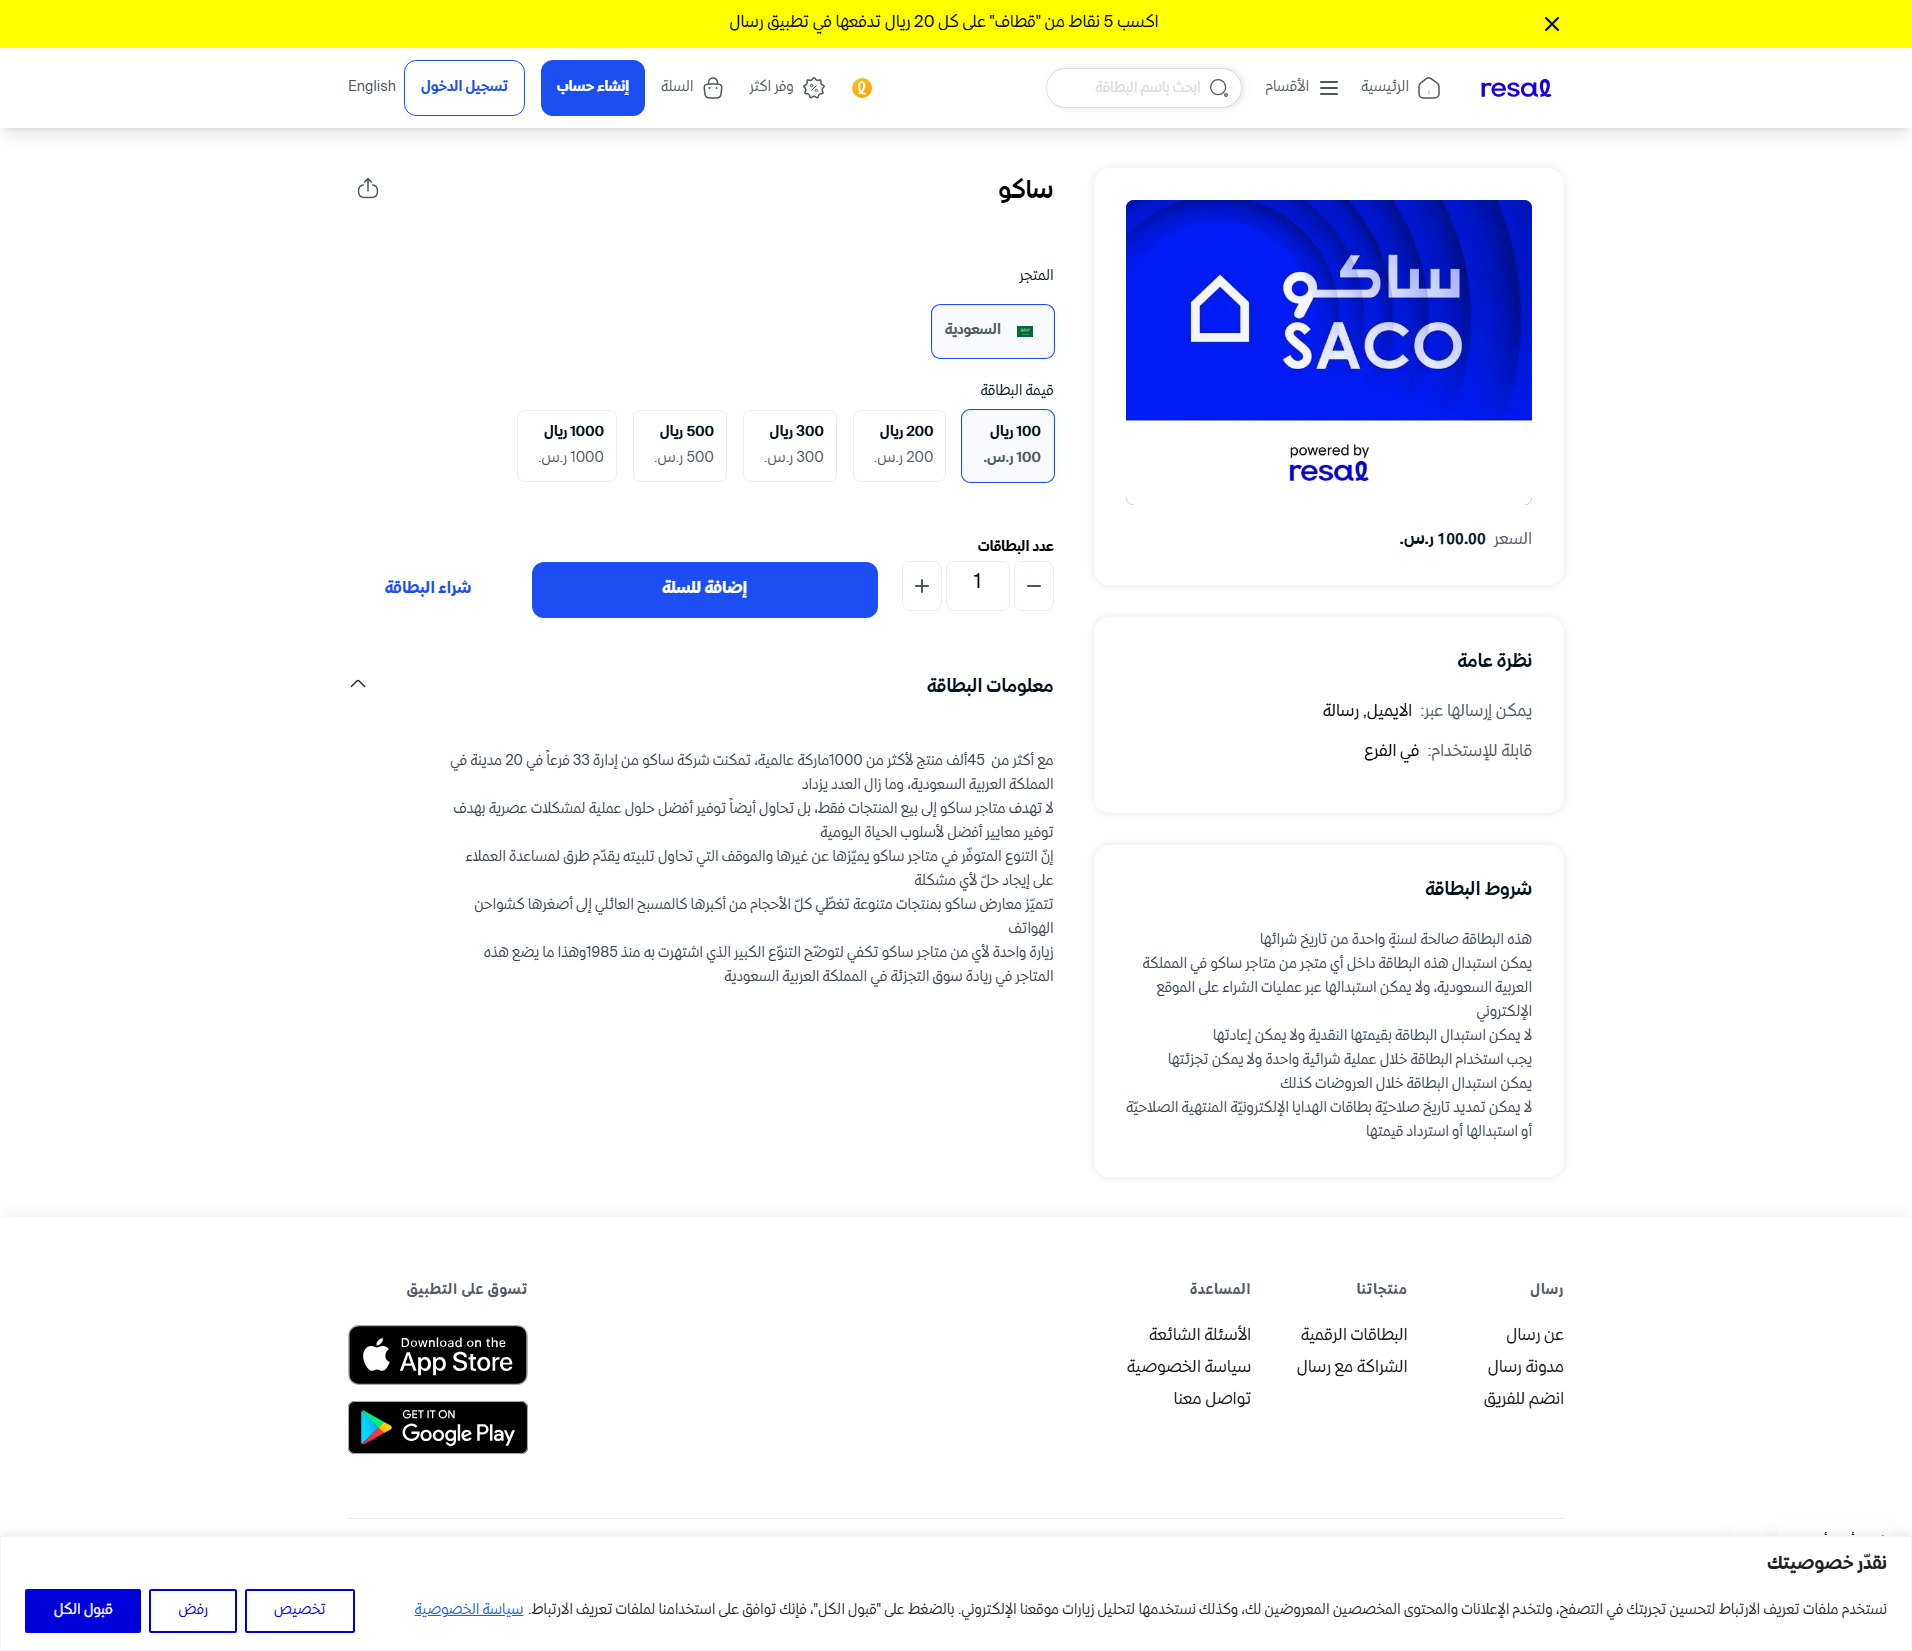 اكسب 5 نقاط من "قطاف" على كل 20 ريال تدفعها في تطبيق رسال
resal
الرئيسية
الأقسام
ابحث باسم البطاقة
وفر اكثر
السلة
إنشاء حساب
تسجيل الدخول
English
ساكو
SACO
powered by
resal
السعر 100.00 ر.س.
نظرة عامة
يمكن إرسالها عبر: الايميل, رسالة
قابلة للإستخدام: في الفرع
شروط البطاقة
هذه البطاقة صالحة لسنةٍ واحدة من تاريخ شرائها
يمكن استبدال هذه البطاقة داخل أي متجر من متاجر ساكو في المملكة
العربية السعودية، ولا يمكن استبدالها عبر عمليات الشراء على الموقع
الإلكتروني
لا يمكن استبدال البطاقة بقيمتها النقدية ولا يمكن إعادتها
يجب استخدام البطاقة خلال عملية شرائية واحدة ولا يمكن تجزئتها
يمكن استبدال البطاقة خلال العروضات كذلك
لا يمكن تمديد تاريخ صلاحيّة بطاقات الهدايا الإلكترونيّة المنتهية الصلاحيّة
أو استبدالها أو استرداد قيمتها
ساكو
المتجر
السعودية
قيمة البطاقة
100 ريال
100 ر.س.
200 ريال
200 ر.س.
300 ريال
300 ر.س.
500 ريال
500 ر.س.
1000 ريال
1000 ر.س.
عدد البطاقات
1
إضافة للسلة
شراء البطاقة
معلومات البطاقة
مع أكثر من 45ألف منتج لأكثر من 1000ماركة عالمية، تمكنت شركة ساكو من إدارة 33 فرعاً في 20 مدينة في
المملكة العربية السعودية، وما زال العدد يزداد
لا تهدف متاجر ساكو إلى بيع المنتجات فقط، بل تحاول أيضاً توفير أفضل حلول عملية لمشكلات عصرية بهدف
توفير معايير أفضل لأسلوب الحياة اليومية
إنّ التنوع المتوفّر في متاجر ساكو يميّزها عن غيرها والموقف التي تحاول تلبيته يقدّم طرق لمساعدة العملاء
على إيجاد حلّ لأي مشكلة
تتميّز معارض ساكو بمنتجات متنوعة تغطّي كلّ الأحجام من أكبرها كالمسبح العائلي إلى أصغرها كشواحن
الهواتف
زيارة واحدة لأي من متاجر ساكو تكفي لتوضّح التنوّع الكبير الذي اشتهرت به منذ 1985وهذا ما يضع هذه
المتاجر في ريادة سوق التجزئة في المملكة العربية السعودية
رسال
عن رسال
مدونة رسال
انضم للفريق
منتجاتنا
البطاقات الرقمية
الشراكة مع رسال
المساعدة
الأسئلة الشائعة
سياسة الخصوصية
تواصل معنا
تسوق على التطبيق
Download on the
App Store
GET IT ON
Google Play
نقدّر خصوصيتك
نستخدم ملفات تعريف الارتباط لتحسين تجربتك في التصفح، ولتخدم الإعلانات والمحتوى المخصصين المعروضين لك، وكذلك نستخدمها لتحليل زيارات موقعنا الإلكتروني. بالضغط على "قبول الكل"، فإنك توافق على استخدامنا لملفات تعريف الارتباط. سياسة الخصوصية
تخصيص
رفض
قبول الكل